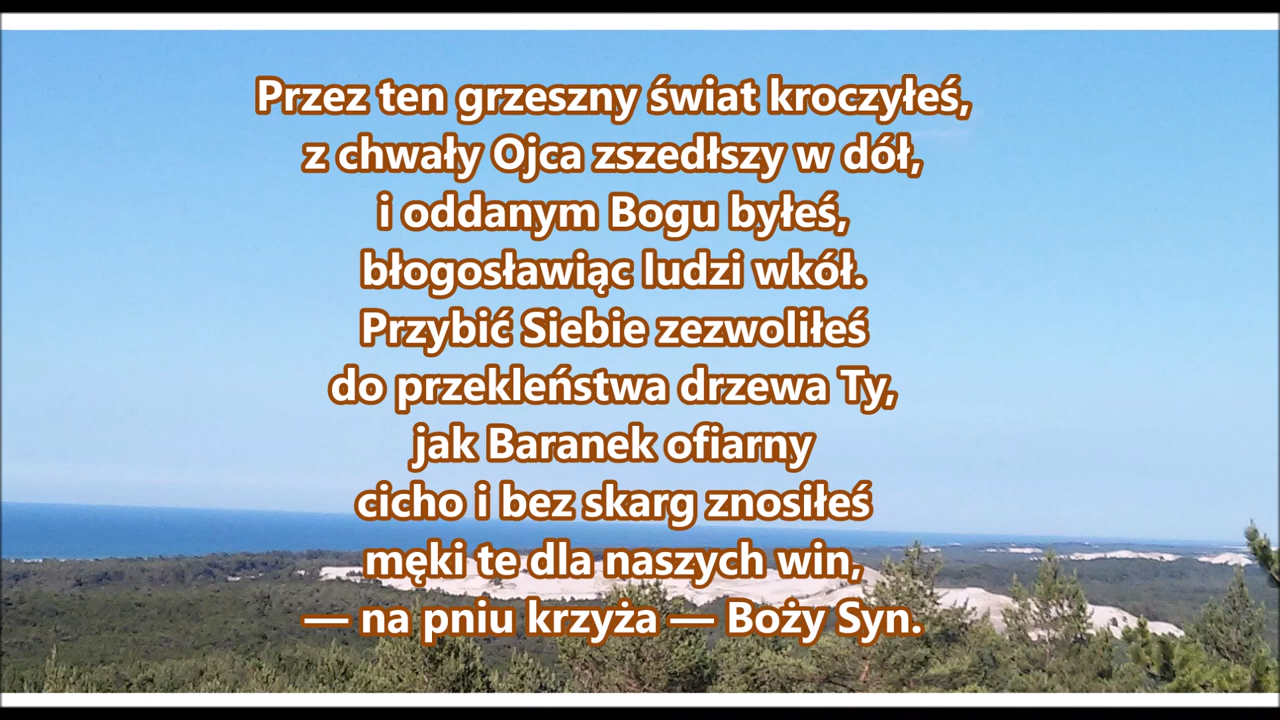 Przez ten grzeszny świat kroczyłeś,
z chwały Ojca zszedłszy w dół,
i oddanym Bogu byłeś,
błogosławiąc ludzi wkół.
Przybić Siebie zezwoliłeś
do przekleństwa drzewa Ty,
jak Baranek ofiarny
cicho i bez skarg znosiłeś
męki te dla naszych win,
— na pniu krzyża — Boży Syn.